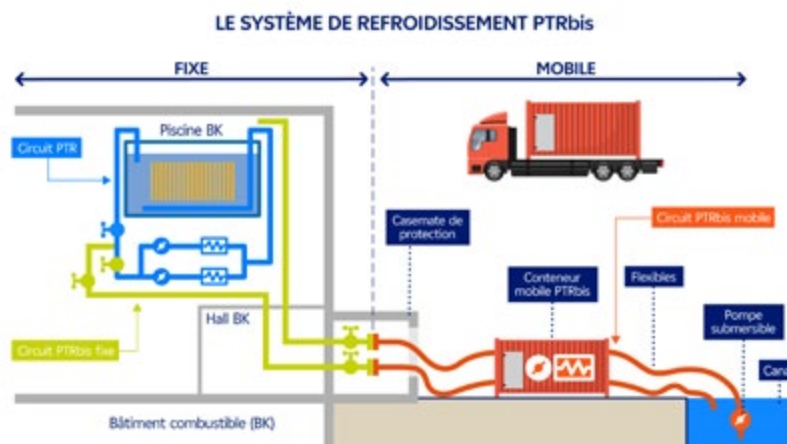 LE SYSTÈME DE REFROIDISSEMENT PTRbis
FIXE
MOBILE
Piscine BK
Circuit PTR
Casemate de
protection
Circuit PTRbis mobile
Conteneur
mobile PTRbis
Flexibles
Pompe
submersible
Hall BK
Circuit PTRbis fixe
Cana
Bâtiment combustible (BK)